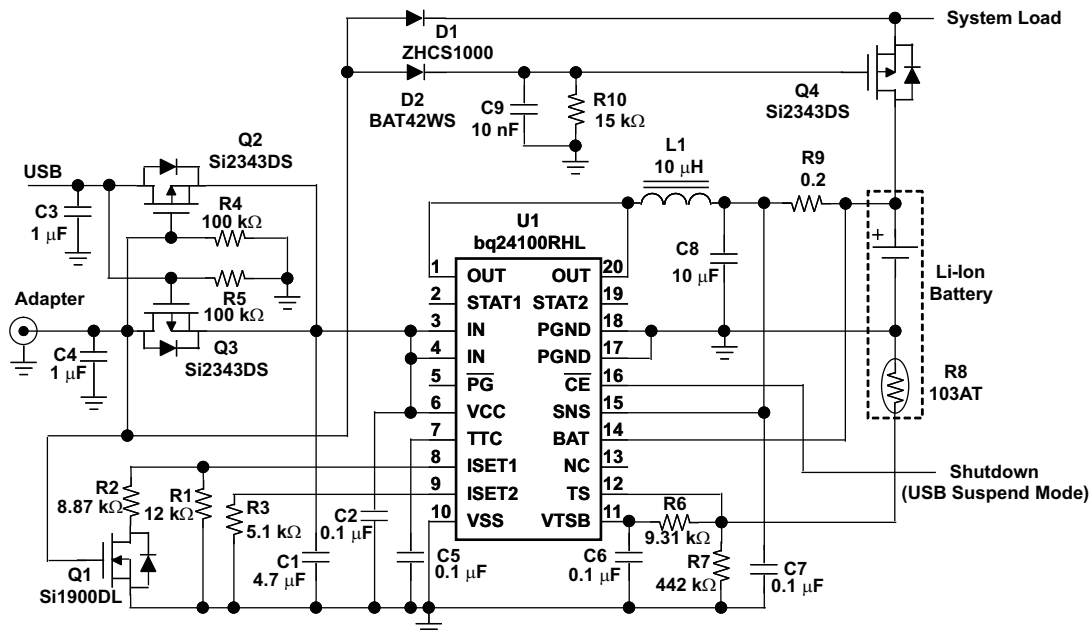 System Load
D1
ZHCS1000
D2
BAT42WS
C9
10 nF
R10
15 kΩ
Q4
Si2343DS
Q2
Si2343DS
USB
C3
1 μF
R4
100 kΩ
R5
100 kΩ
Q3
Si2343DS
Adapter
C4
1 μF
L1
10 μH
R9
0.2
C8
10 μF
+
Li-Ion
Battery
R8
103AT
U1
bq24100RHL
1 OUT OUT 20
2 STAT1 STAT2 19
3 IN PGND 18
4 IN PGND 17
5 PG CE 16
6 VCC SNS 15
7 TTC BAT 14
8 ISET1 NC 13
9 ISET2 TS 12
10 VSS VTSB 11
Shutdown
(USB Suspend Mode)
R2
8.87 kΩ
R1
12 kΩ
R3
5.1 kΩ
C2
0.1 μF
C1
4.7 μF
C5
0.1 μF
C6
0.1 μF
R6
9.31 kΩ
R7
442 kΩ
C7
0.1 μF
Q1
Si1900DL